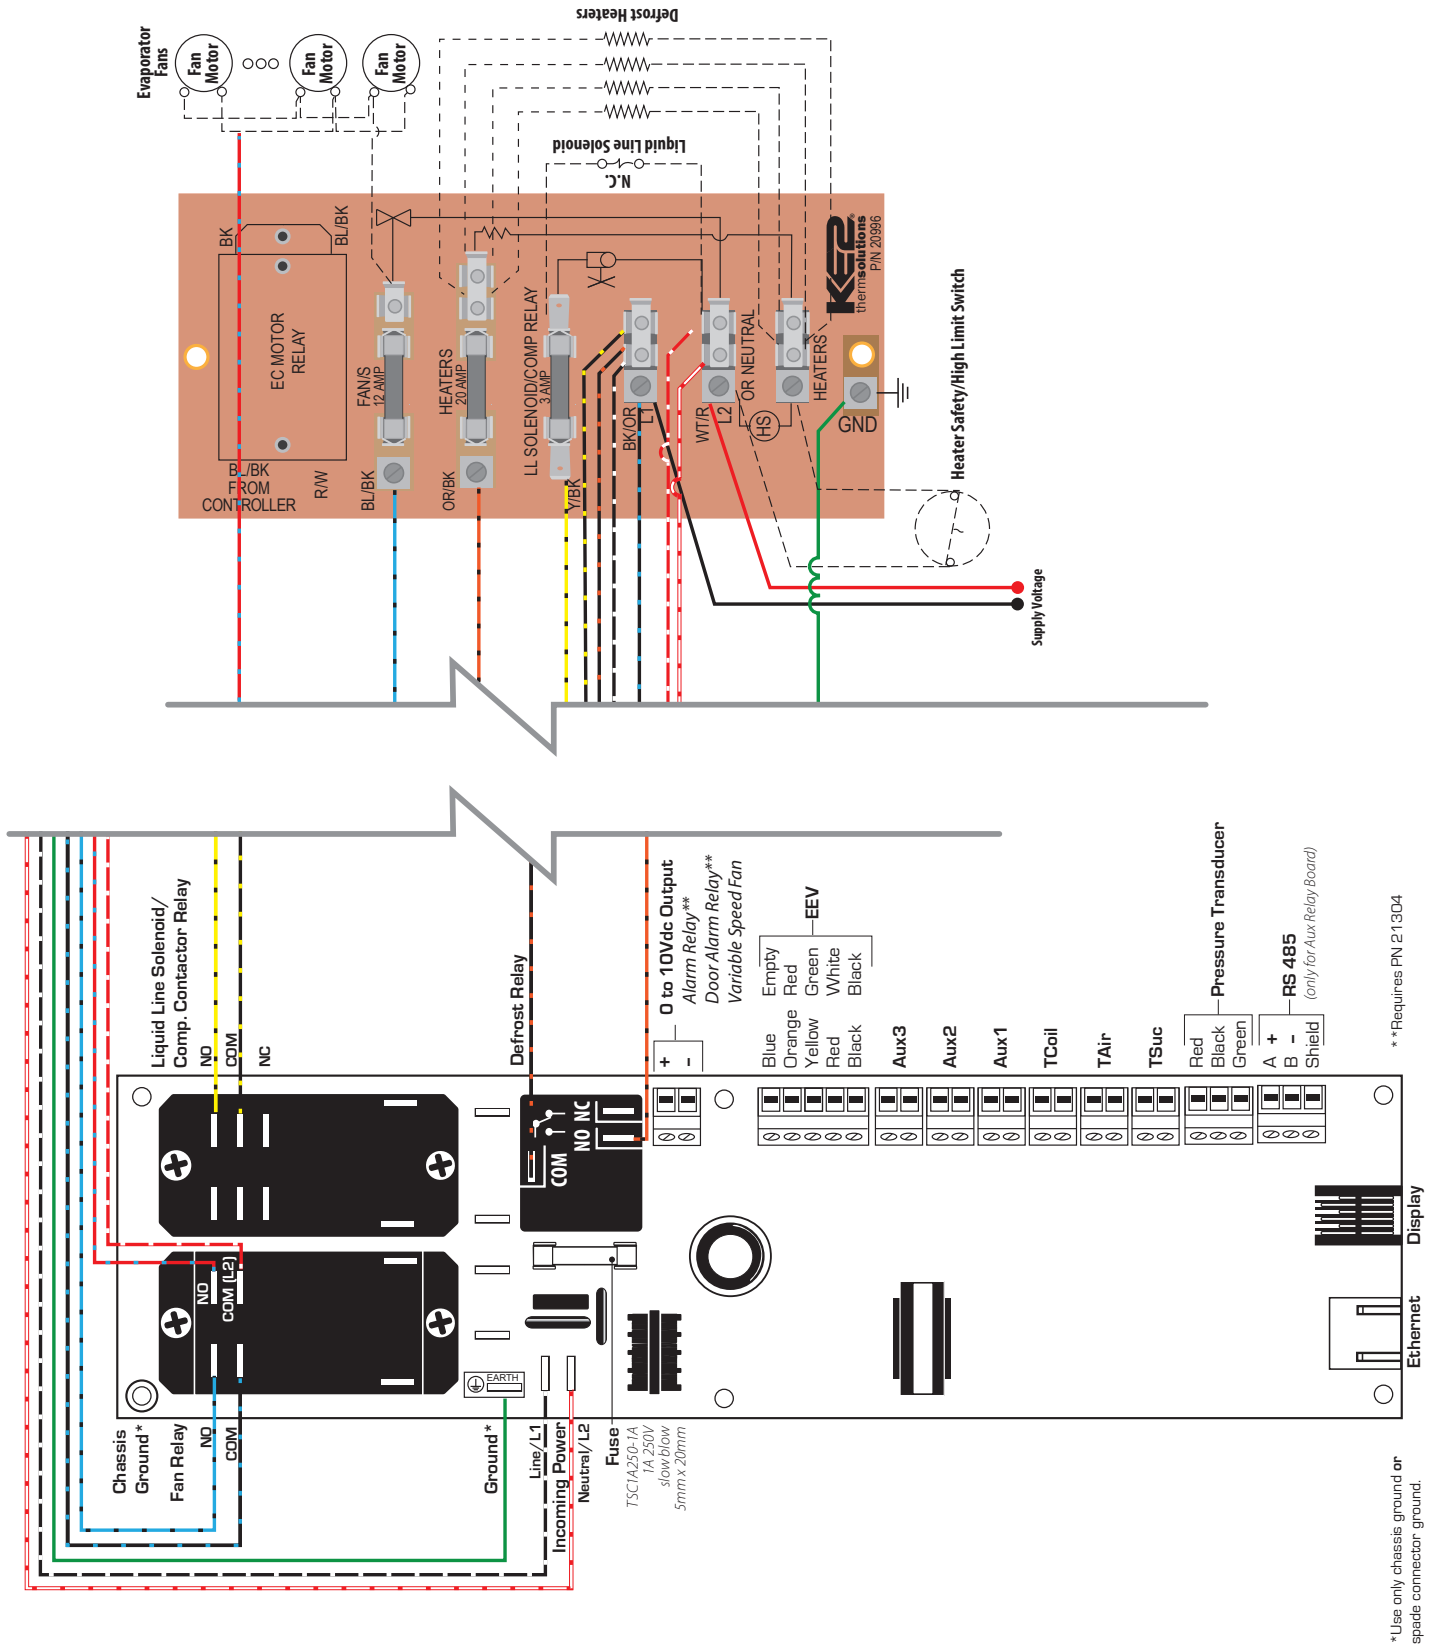 Defrost Heaters
Evaporator
Fans
Fan
Motor
Fan
Motor
Fan
Motor
Liquid Line Solenoid
N.C.
BK
BL/BK
EC MOTOR
RELAY
BL/BK
FROM
CONTROLLER
R/W
FAN/S
12 AMP
BL/BK
HEATERS
20 AMP
OR/BK
LL SOLENOID/COMP RELAY
3 AMP
Y/BK
BK/OR
L1
WT/R
L2
OR NEUTRAL
HS
HEATERS
GND
KE2
thermsolutions
P/N 20996
Heater Safety/High Limit Switch
Supply Voltage
Liquid Line Solenoid/
Comp. Contactor Relay
NO
COM
NC
Defrost Relay
COM
NO NC
0 to 10Vdc Output
Alarm Relay**
Door Alarm Relay**
Variable Speed Fan
+
-
EEV
Blue Empty
Orange Red
Yellow Green
Red White
Black Black
Aux3
Aux2
Aux1
TCoil
TAir
TSuc
Pressure Transducer
Red
Black
Green
RS 485
(only for Aux Relay Board)
A +
B -
Shield
* *Requires PN 21304
NO
COM (L2)
Chassis
Ground*
Fan Relay
NO
COM
EARTH
Ground*
Line/L1
Incoming Power
Neutral/L2
Fuse
TSC1A250-1A
1A 250V
slow blow
5mm x 20mm
Display
Ethernet
*Use only chassis ground or
spade connector ground.